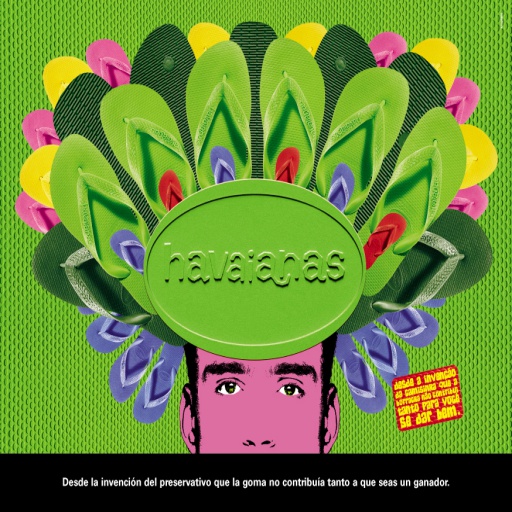 havaianas
desde a invenção
da camisinha que a
borracha não contribuía
tanto para você
se dar bem.
Desde la invención del preservativo que la goma no contribuía tanto a que seas un ganador.